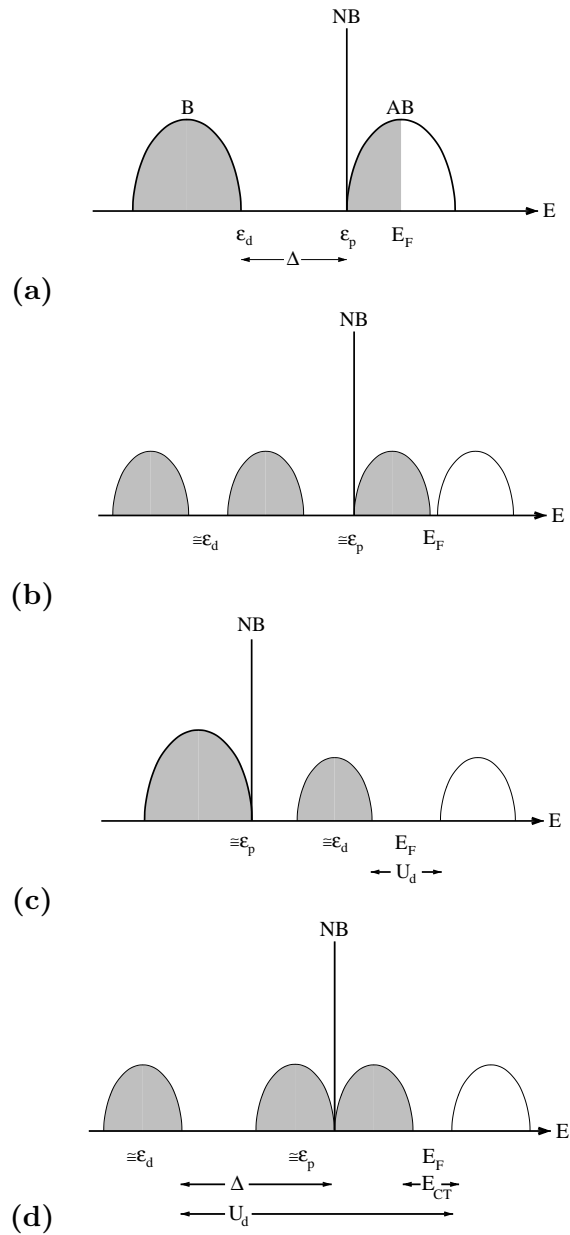 NB
B AB
E
ε_d ε_p E_F
Δ
(a)
NB
E
≅ε_d ≅ε_p E_F
(b)
NB
E
≅ε_p ≅ε_d E_F
U_d
(c)
NB
E
≅ε_d ≅ε_p E_F
Δ E_CT
U_d
(d)